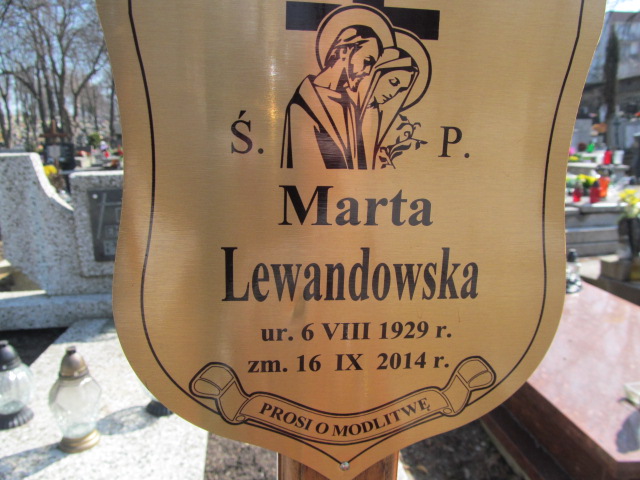 Ś. P.
Marta
Lewandowska
ur. 6 VIII 1929 r.
zm. 16 IX 2014 r.
PROSI O MODLITWĘ